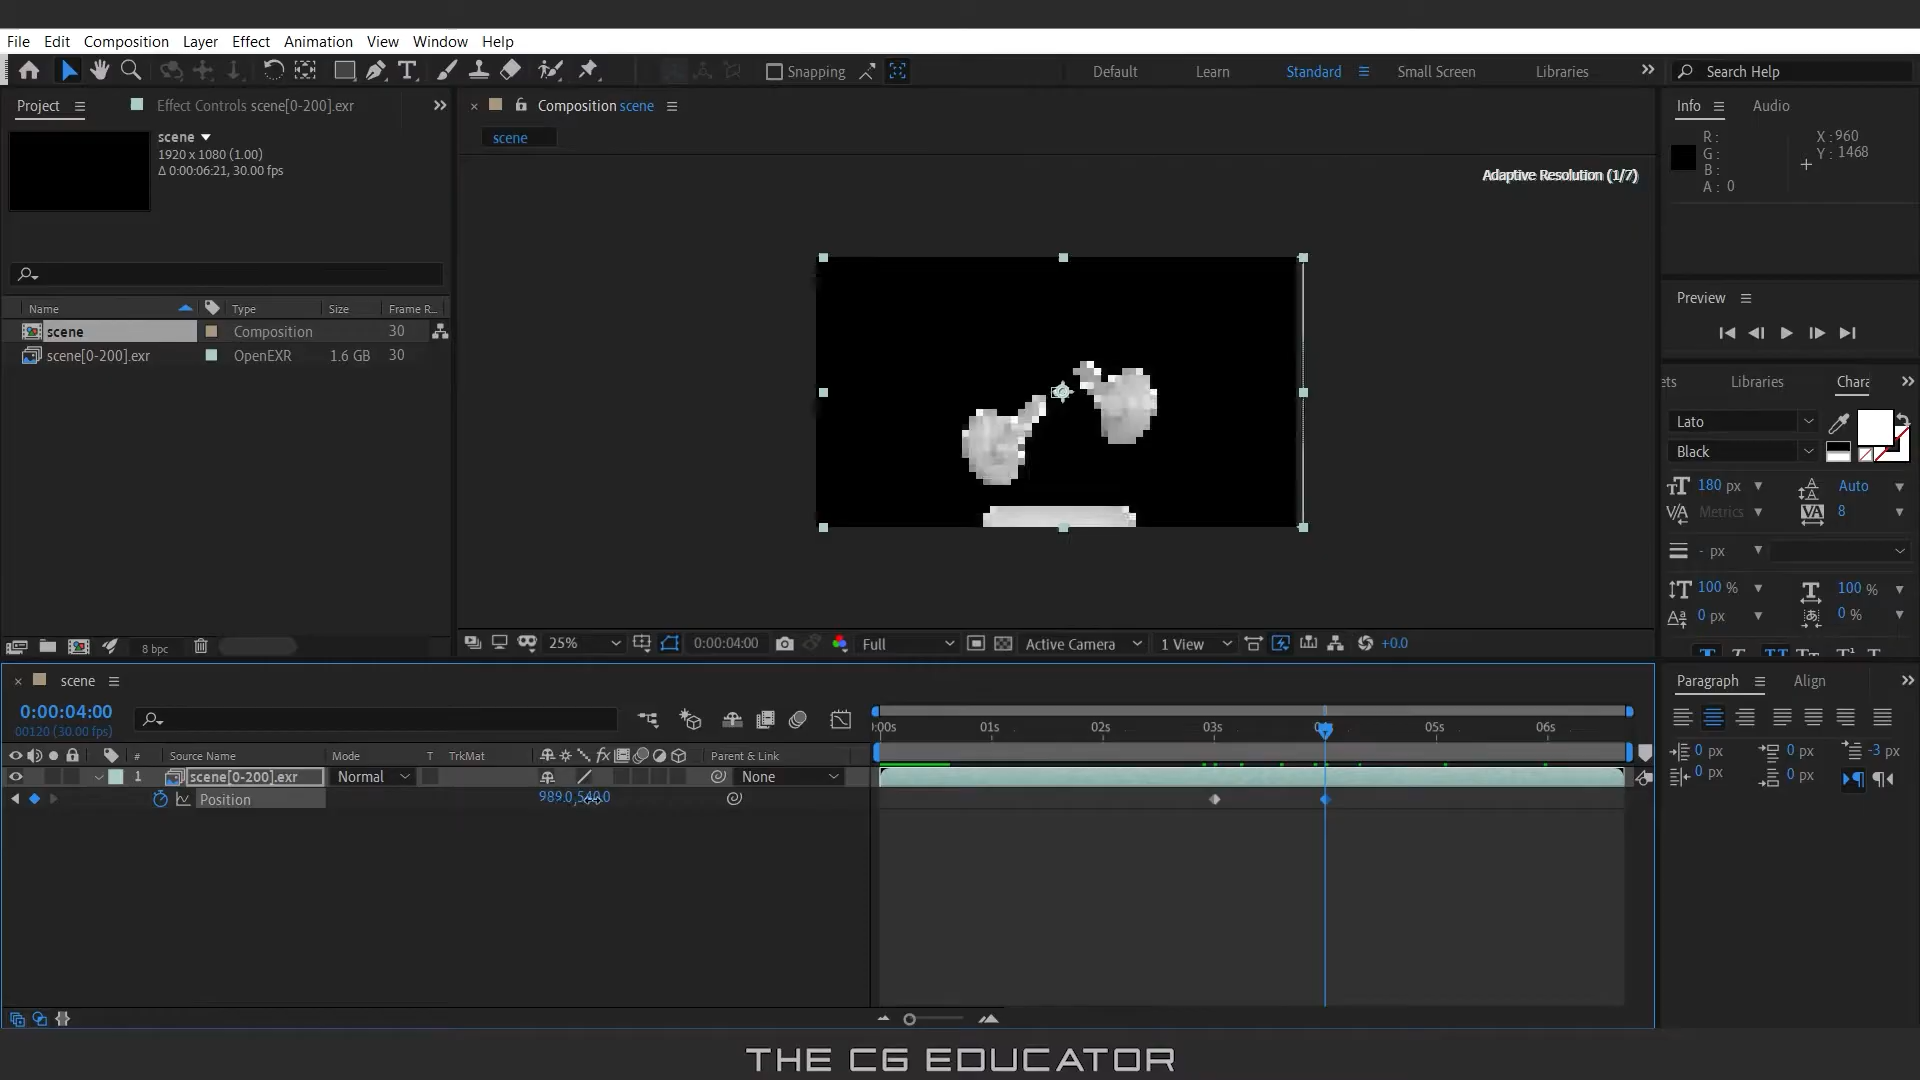 File Edit Composition Layer Effect Animation View Window Help
Snapping Default Learn Standard Small Screen Libraries Search Help
Project Effect Controls scene[0-200].exr
Composition scene
Info Audio
scene
1920 x 1080 (1.00)
Δ 0:00:06:21, 30.00 fps
scene
R :
G :
B :
A : 0
X : 960
Y : 1468
Adaptive Resolution (1/7)
Preview
Name Type Size Frame R...
scene Composition 30
scene[0-200].exr OpenEXR 1.6 GB 30
ets Libraries Chara
Lato
Black
180 px Auto
Metrics 8
- px
100 % 100 %
0 px 0 %
8 bpc
25% 0:00:04:00 Full Active Camera 1 View +0.0
scene
0:00:04:00
00120 (30.00 fps)
:00s 01s 02s 03s 05s 06s
# Source Name Mode T TrkMat Parent & Link
1 scene[0-200].exr Normal None
Position 989.0,540.0
Paragraph Align
0 px 0 px -3 px
0 px 0 px
THE CG EDUCATOR